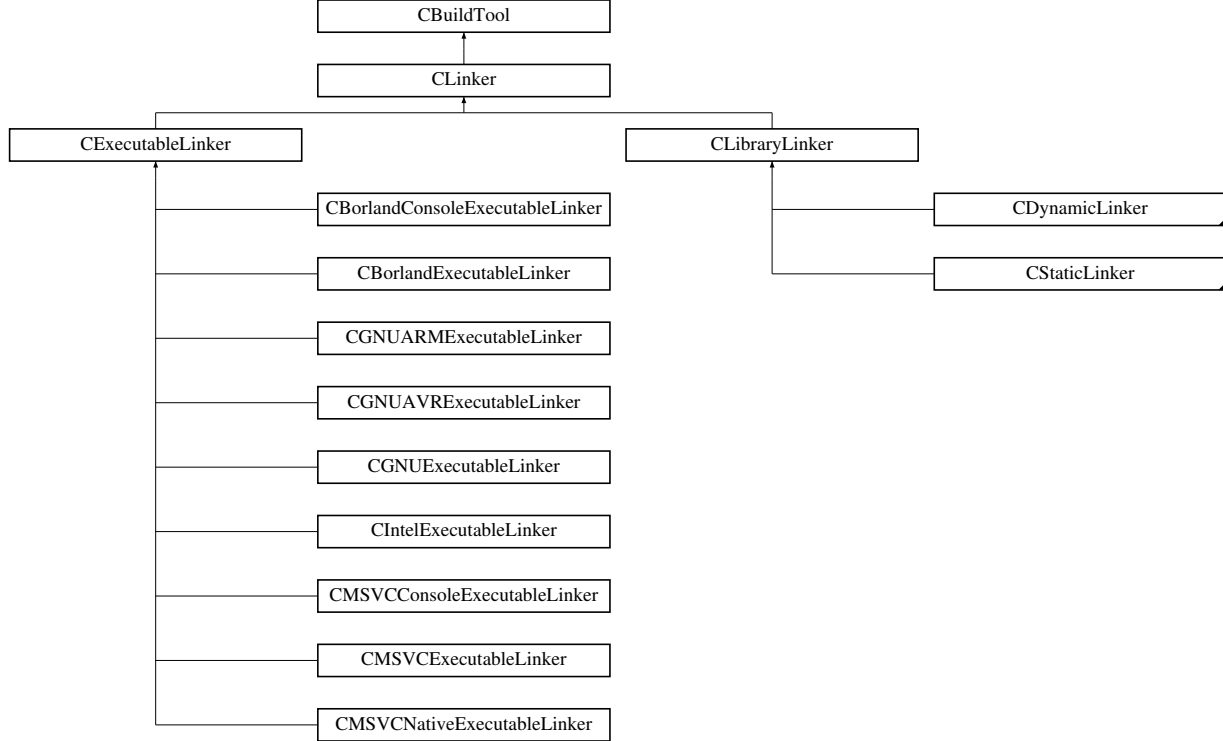 CBuildTool
CLinker
CExecutableLinker
CLibraryLinker
CBorlandConsoleExecutableLinker
CDynamicLinker
CBorlandExecutableLinker
CStaticLinker
CGNUARMExecutableLinker
CGNUAVRExecutableLinker
CGNUExecutableLinker
CIntelExecutableLinker
CMSVCConsoleExecutableLinker
CMSVCExecutableLinker
CMSVCNativeExecutableLinker